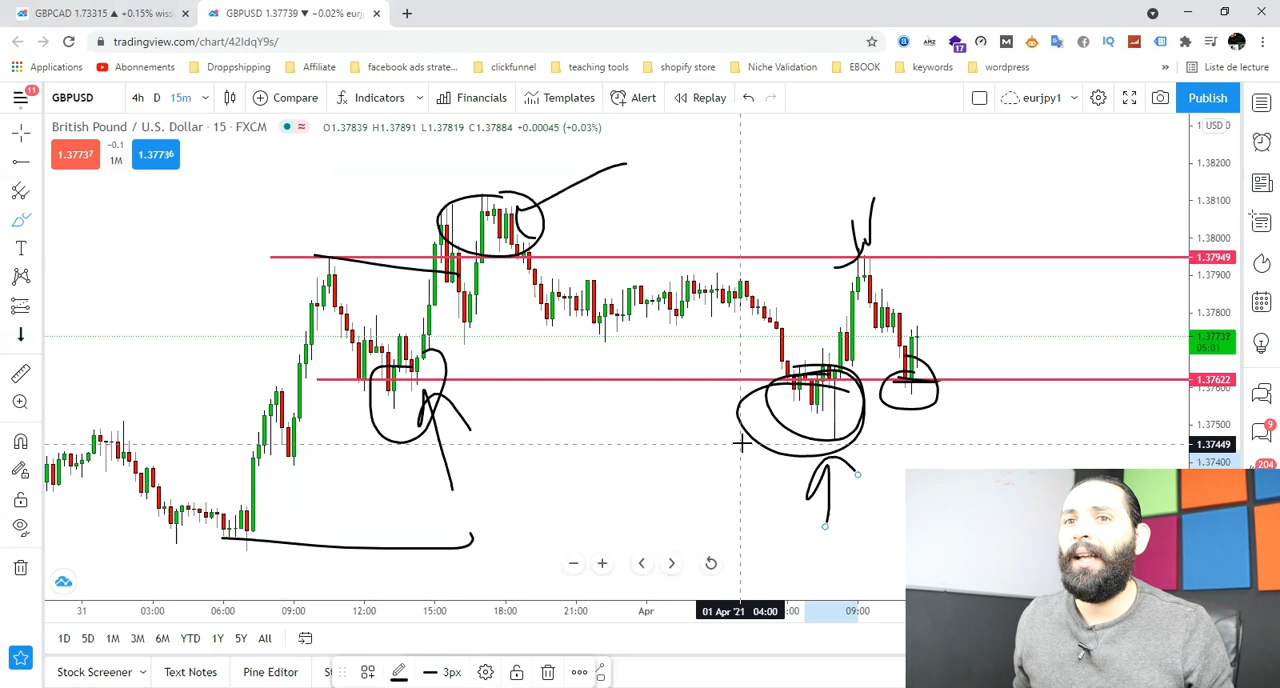 GBPCAD 1.73315 ▲ +0.15% wiss
GBPUSD 1.37739 ▼ −0.02% eurj
tradingview.com/chart/42IdqY9s/
17
Applications Abonnements Droppshipping Affiliate facebook ads strate... clickfunnel teaching tools shopify store Niche Validation EBOOK keywords wordpress » Liste de lecture
11
GBPUSD 4h D 15m Compare Indicators Financials Templates Alert Replay eurjpy1 Publish
British Pound / U.S. Dollar · 15 · FXCM O1.37839 H1.37891 L1.37819 C1.37884 +0.00045 (+0.03%)
USD
1.37737 −0.1 1.37736
1M
1.38200
1.38100
1.38000
1.37949
1.37900
1.37800
1.37737
05:01
1.37622
1.37600
1.37500
1.37449
1.37400
9
204
31 03:00 06:00 09:00 12:00 15:00 18:00 21:00 Apr 01 Apr '21 04:00 :00 09:00
1D 5D 1M 3M 6M YTD 1Y 5Y All
Stock Screener Text Notes Pine Editor 3px